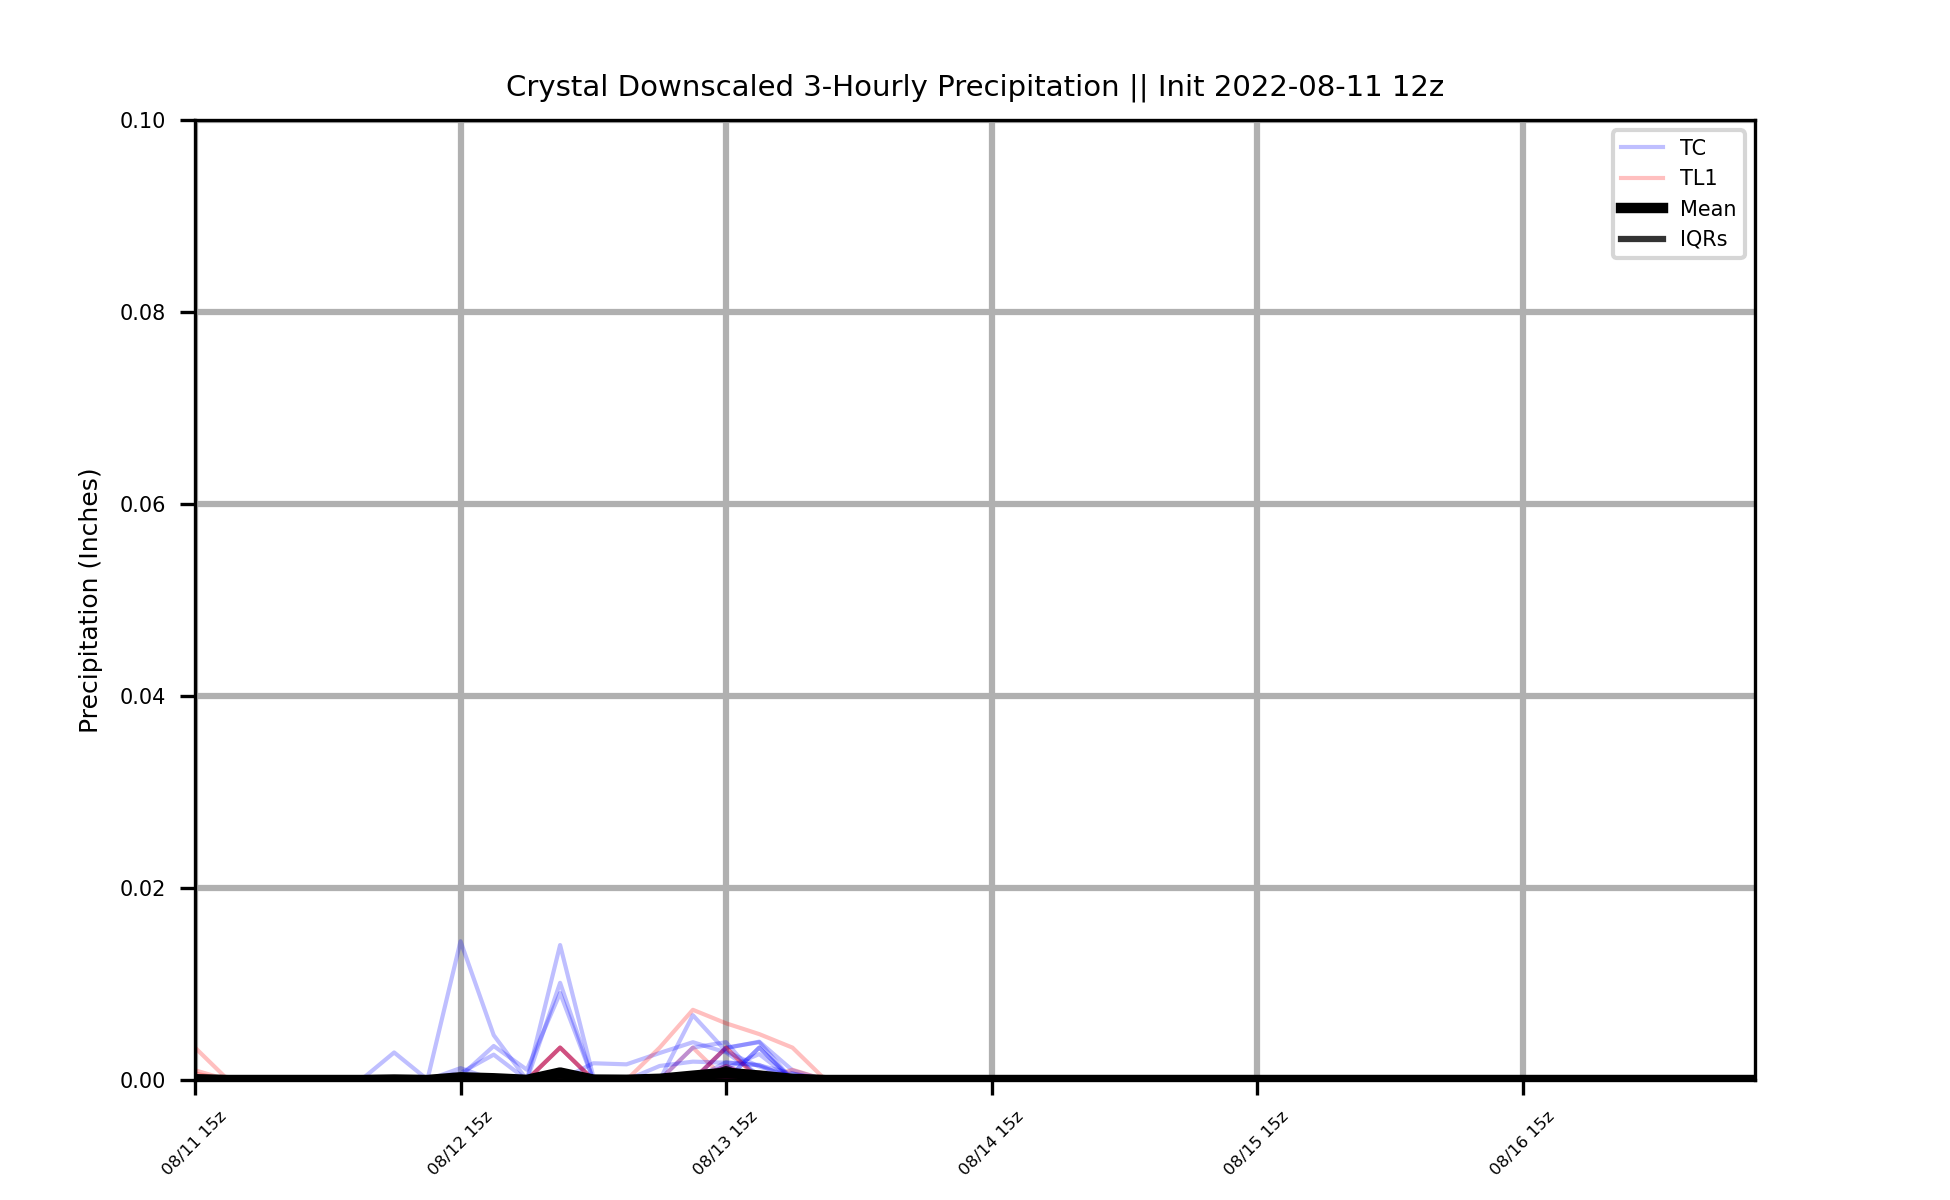 Crystal Downscaled 3-Hourly Precipitation || Init 2022-08-11 12z
TC
TL1
Mean
IQRs
Precipitation (Inches)
0.10
0.08
0.06
0.04
0.02
0.00
08/11 15z
08/12 15z
08/13 15z
08/14 15z
08/15 15z
08/16 15z